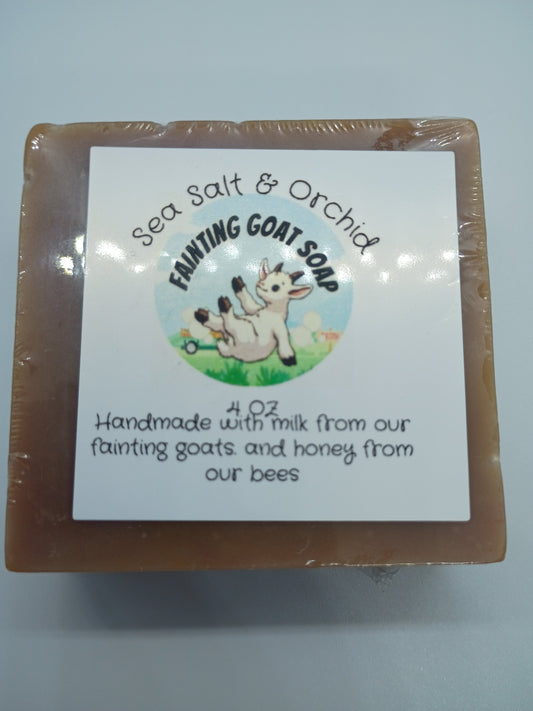 Sea Salt & Orchid
FAINTING GOAT SOAP
4 OZ
Handmade with milk from our
fainting goats. and honey from
our bees